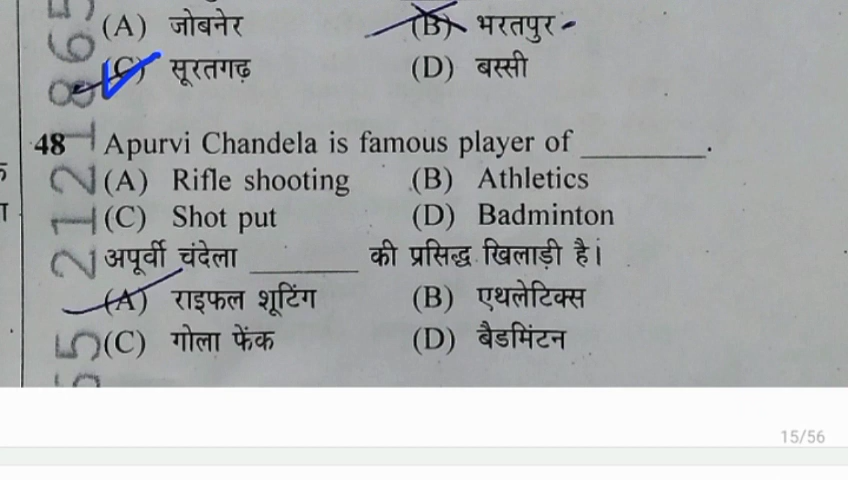 (A) जोबनेर (B) भरतपुर
(C) सूरतगढ़ (D) बस्सी
48 Apurvi Chandela is famous player of ________.
(A) Rifle shooting (B) Athletics
(C) Shot put (D) Badminton
अपूर्वी चंदेला ________ की प्रसिद्ध खिलाड़ी है।
(A) राइफल शूटिंग (B) एथलेटिक्स
(C) गोला फेंक (D) बैडमिंटन
15/56